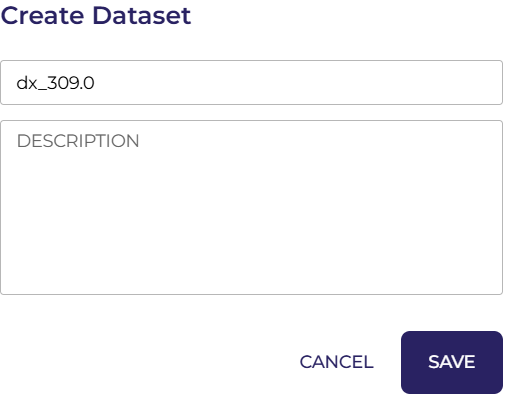 Create Dataset
dx_309.0
DESCRIPTION
CANCEL
SAVE